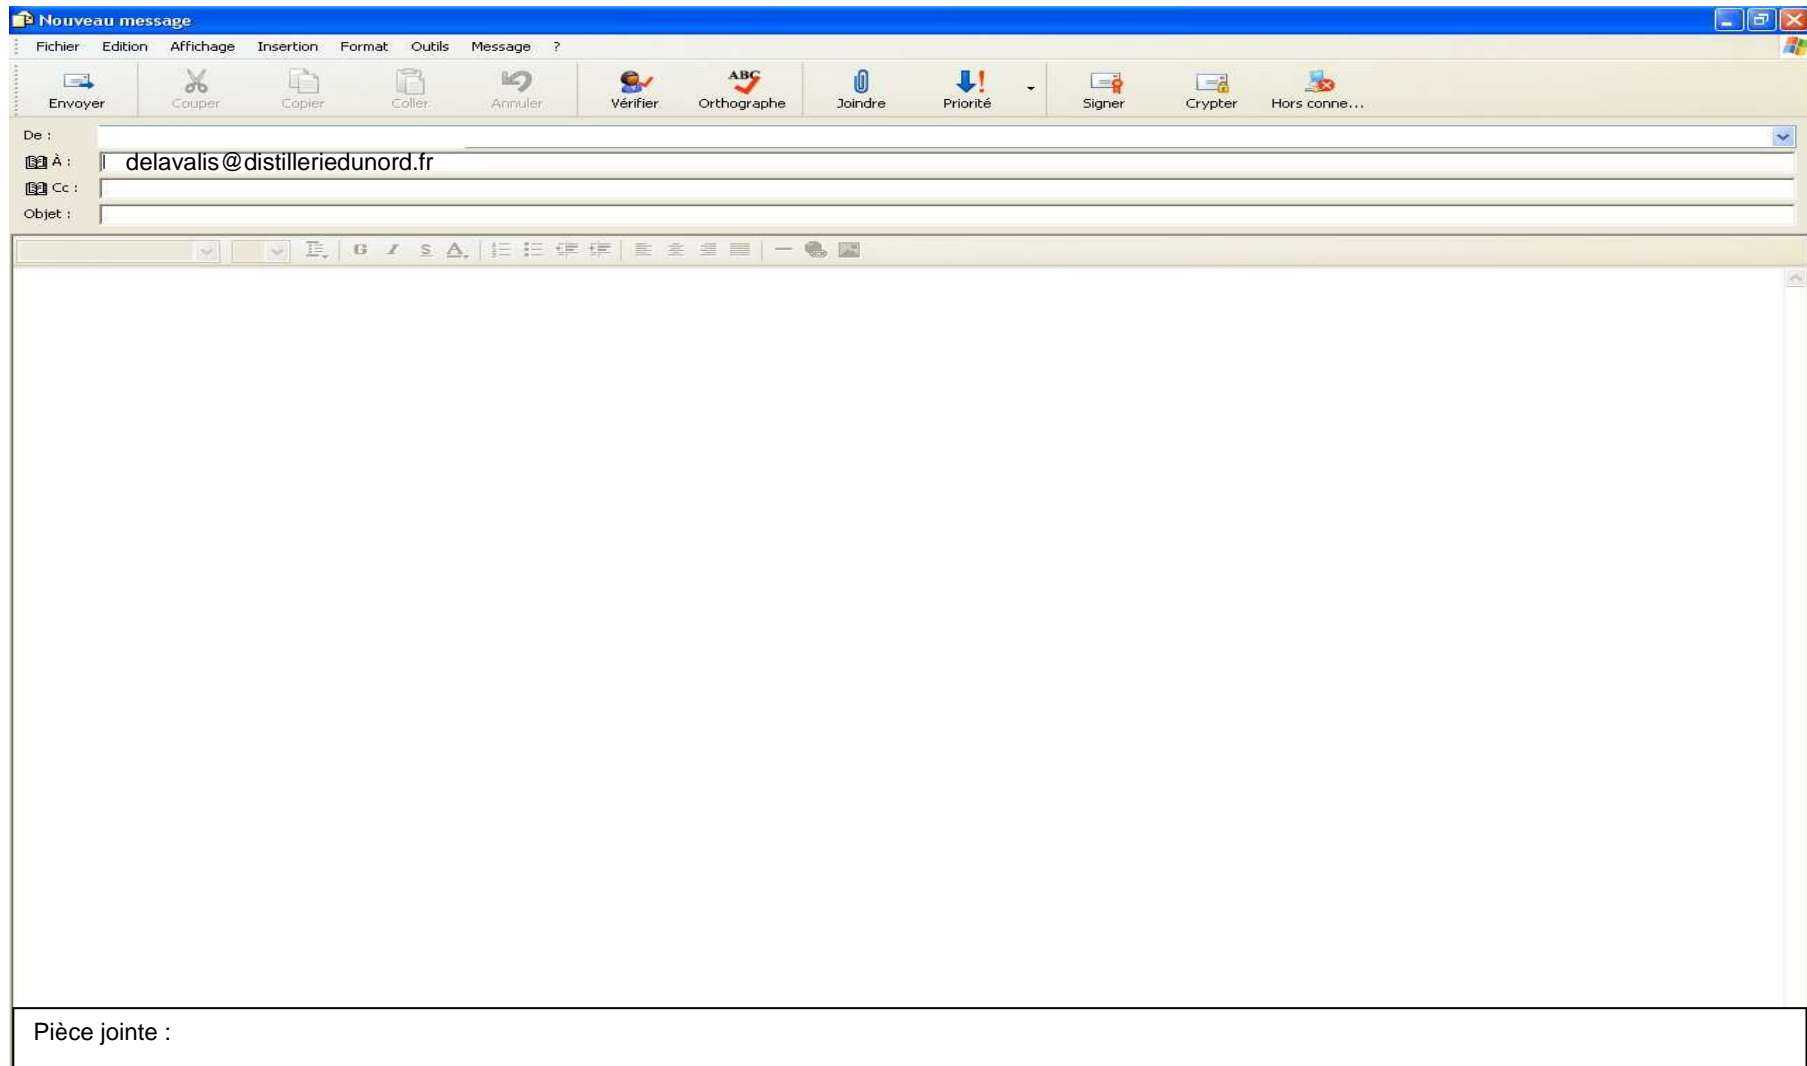 Nouveau message
Fichier Edition Affichage Insertion Format Outils Message ?
Envoyer Couper Copier Coller Annuler Vérifier ABC Orthographe Joindre Priorité Signer Crypter Hors conne...
De :
À : delavalis@distilleriedunord.fr
Cc :
Objet :
G I S A
Pièce jointe :